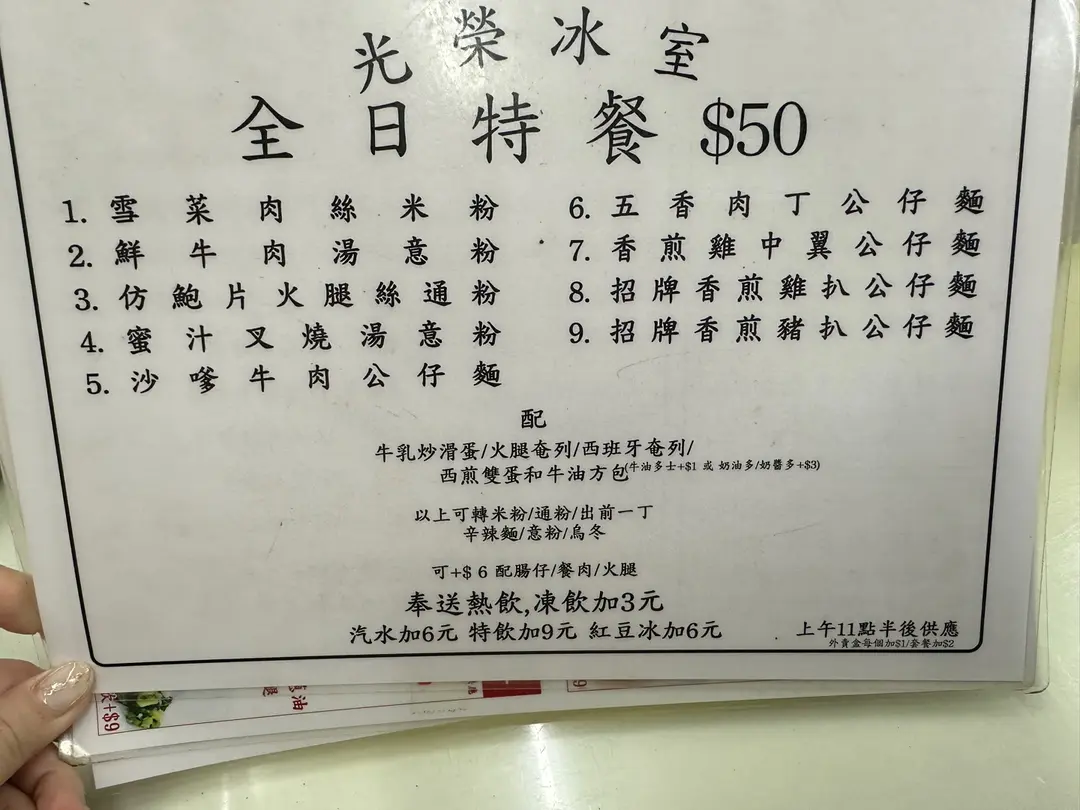 光榮冰室
全日特餐 $50
1. 雪菜肉絲米粉
2. 鮮牛肉湯意粉
3. 仿鮑片火腿絲通粉
4. 蜜汁叉燒湯意粉
5. 沙嗲牛肉公仔麵
6. 五香肉丁公仔麵
7. 香煎雞中翼公仔麵
8. 招牌香煎雞扒公仔麵
9. 招牌香煎豬扒公仔麵
配
牛乳炒滑蛋/火腿奄列/西班牙奄列/
西煎雙蛋和牛油方包(牛油多士+$1 或 奶油多/奶醬多+$3)
以上可轉米粉/通粉/出前一丁
辛辣麵/意粉/烏冬
可+$ 6 配腸仔/餐肉/火腿
奉送熱飲,凍飲加3元
汽水加6元 特飲加9元 紅豆冰加6元
上午11點半後供應
外賣盒每個加$1/套餐加$2
+$9